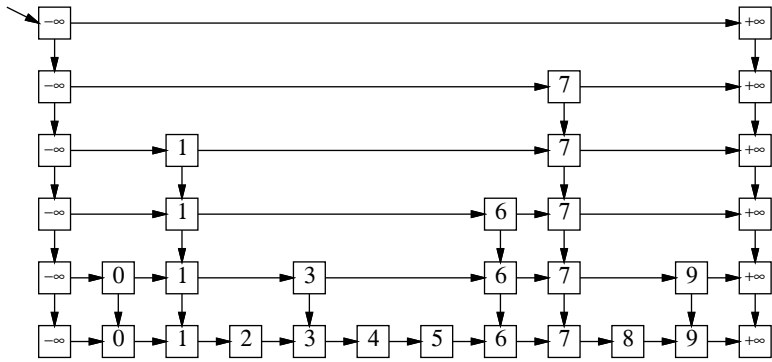 −∞ +∞
−∞ 7 +∞
−∞ 1 7 +∞
−∞ 1 6 7 +∞
−∞ 0 1 3 6 7 9 +∞
−∞ 0 1 2 3 4 5 6 7 8 9 +∞